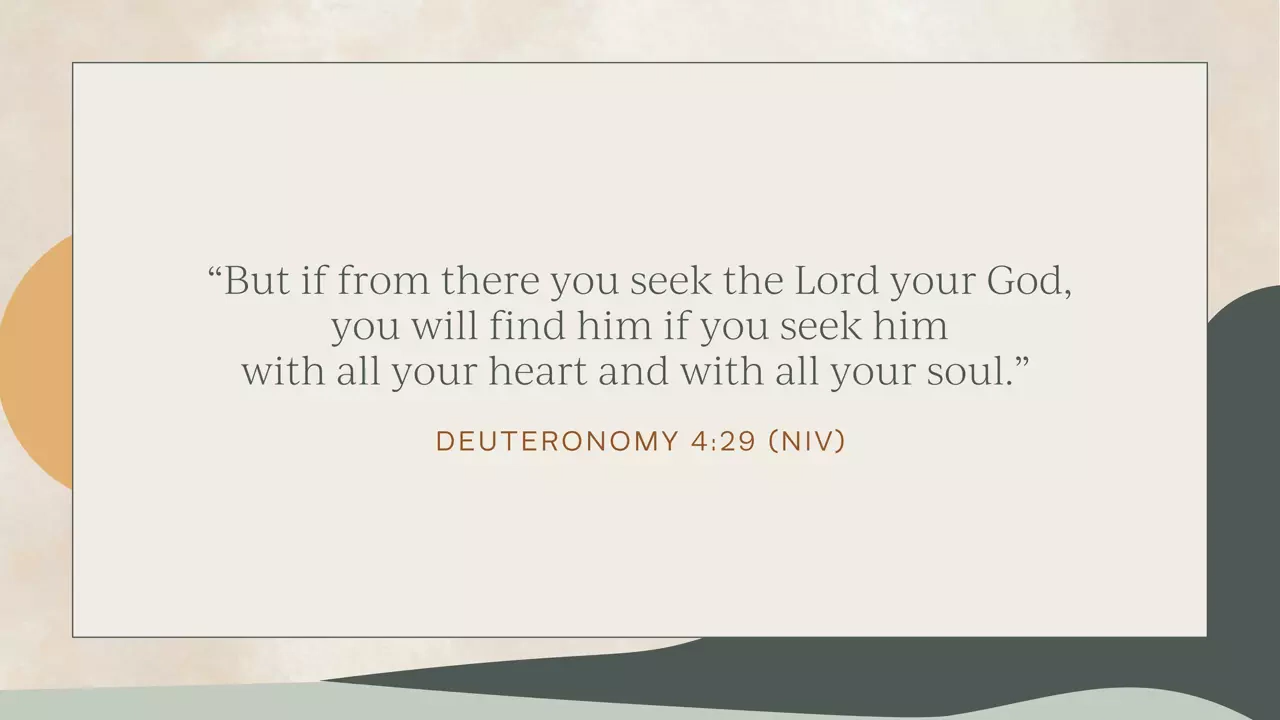 “But if from there you seek the Lord your God,
you will find him if you seek him
with all your heart and with all your soul.”
DEUTERONOMY 4:29 (NIV)